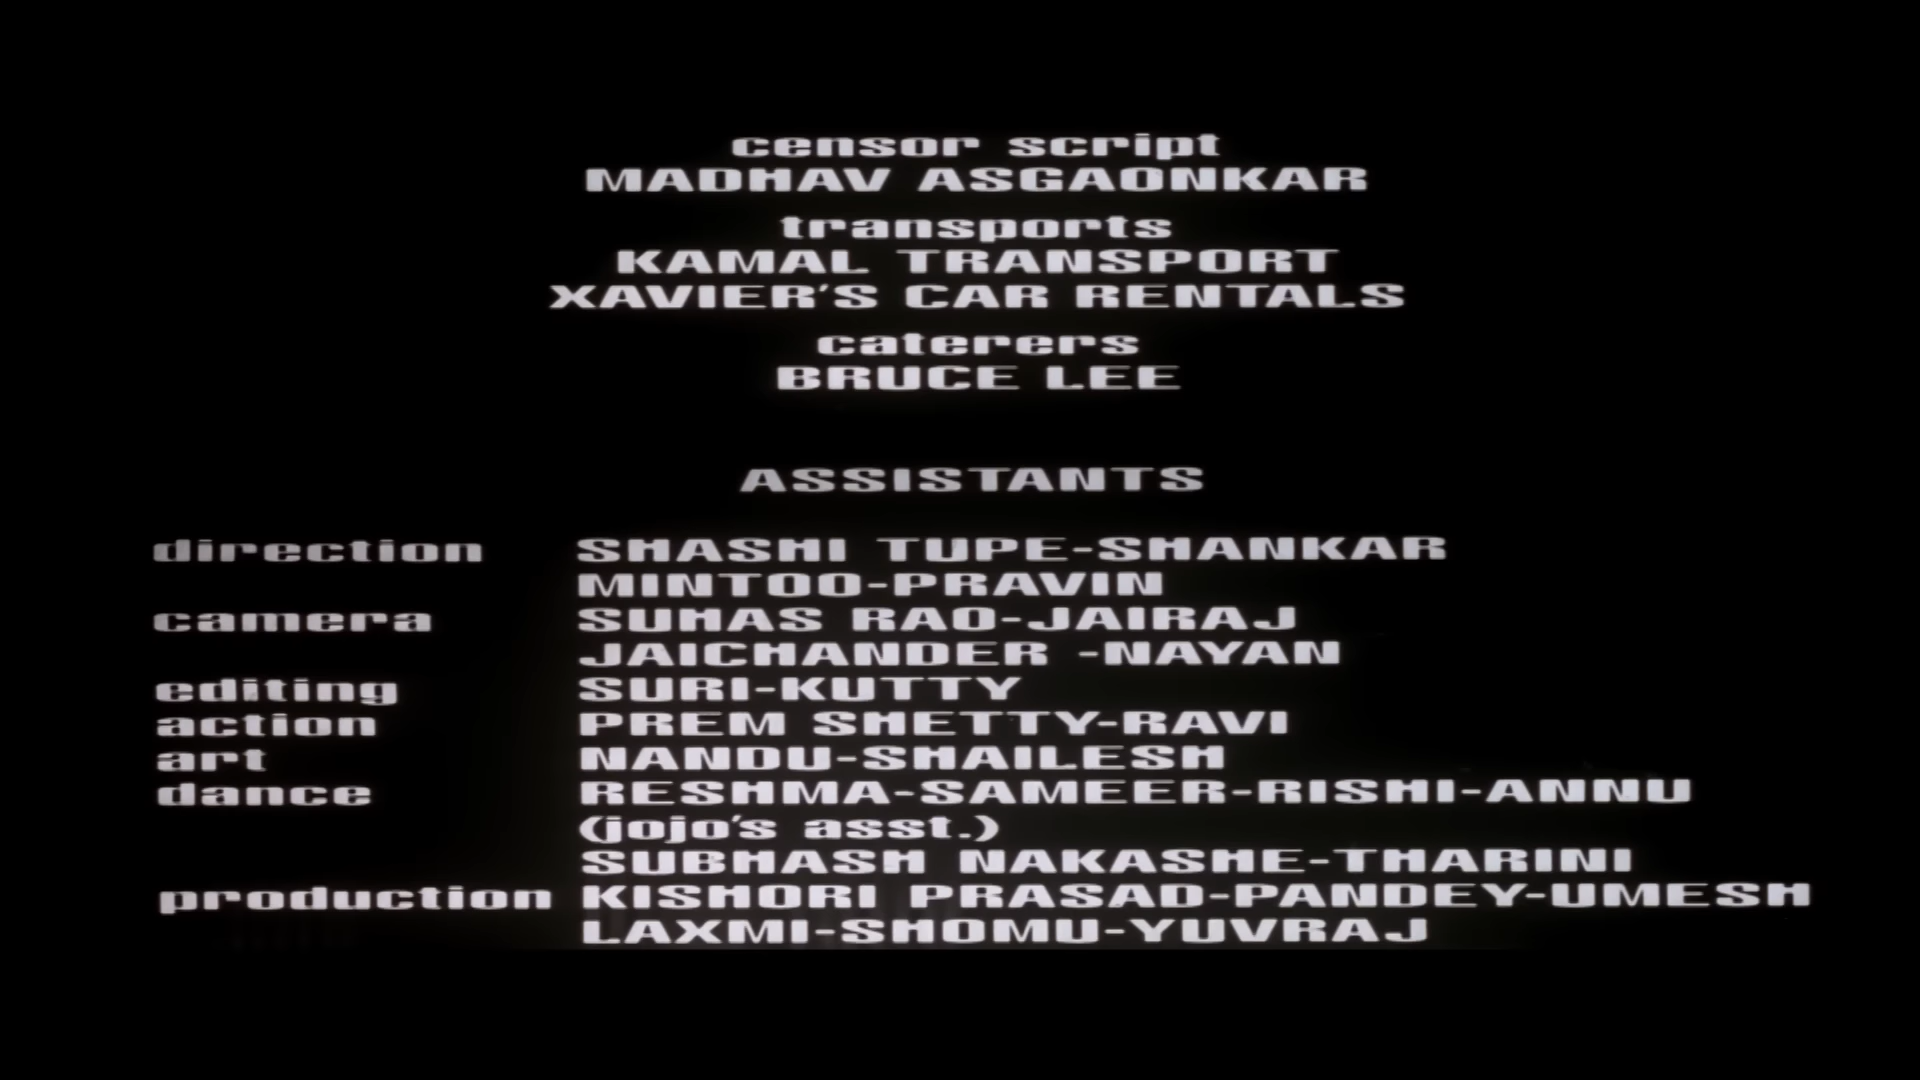 censor script
MADHAV ASGAONKAR
transports
KAMAL TRANSPORT
XAVIER'S CAR RENTALS
caterers
BRUCE LEE
ASSISTANTS
direction SHASHI TUPE-SHANKAR
MINTOO-PRAVIN
camera SUHAS RAO-JAIRAJ
JAICHANDER -NAYAN
editing SURI-KUTTY
action PREM SHETTY-RAVI
art NANDU-SHAILESH
dance RESHMA-SAMEER-RISHI-ANNU
(jojo's asst.)
SUBHASH NAKASHE-THARINI
production KISHORI PRASAD-PANDEY-UMESH
LAXMI-SHOMU-YUVRAJ